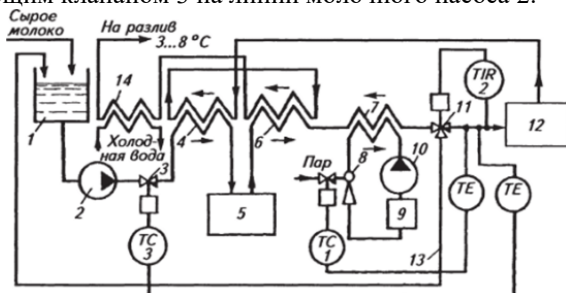 ющим клапаном 3 на линии молочного насоса 2.
Сырое
молоко
На разлив
3...8 °C
14
TIR
2
11
12
1
Холод-
ная вода
3
4
6
7
8
10
2
Пар
5
9
TE
TE
TC
3
TC
1
13